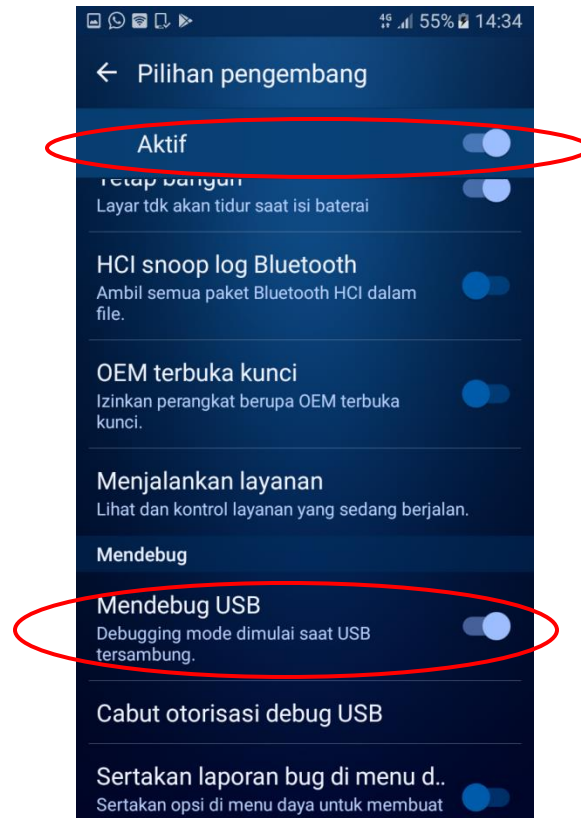 4G 55% 14:34
Pilihan pengembang
Aktif
Tetap bangun
Layar tdk akan tidur saat isi baterai
HCI snoop log Bluetooth
Ambil semua paket Bluetooth HCI dalam
file.
OEM terbuka kunci
Izinkan perangkat berupa OEM terbuka
kunci.
Menjalankan layanan
Lihat dan kontrol layanan yang sedang berjalan.
Mendebug
Mendebug USB
Debugging mode dimulai saat USB
tersambung.
Cabut otorisasi debug USB
Sertakan laporan bug di menu d..
Sertakan opsi di menu daya untuk membuat